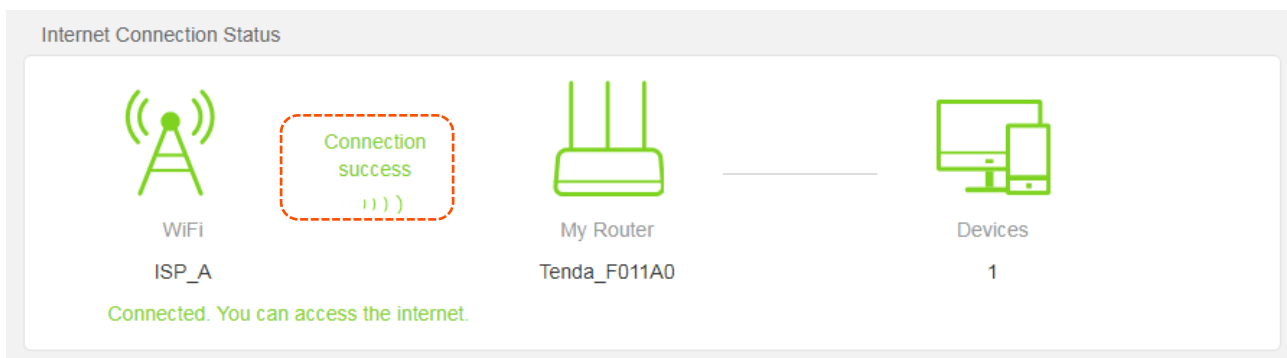 Internet Connection Status
Connection
success
WiFi
My Router
Devices
ISP_A
Tenda_F011A0
1
Connected. You can access the internet.